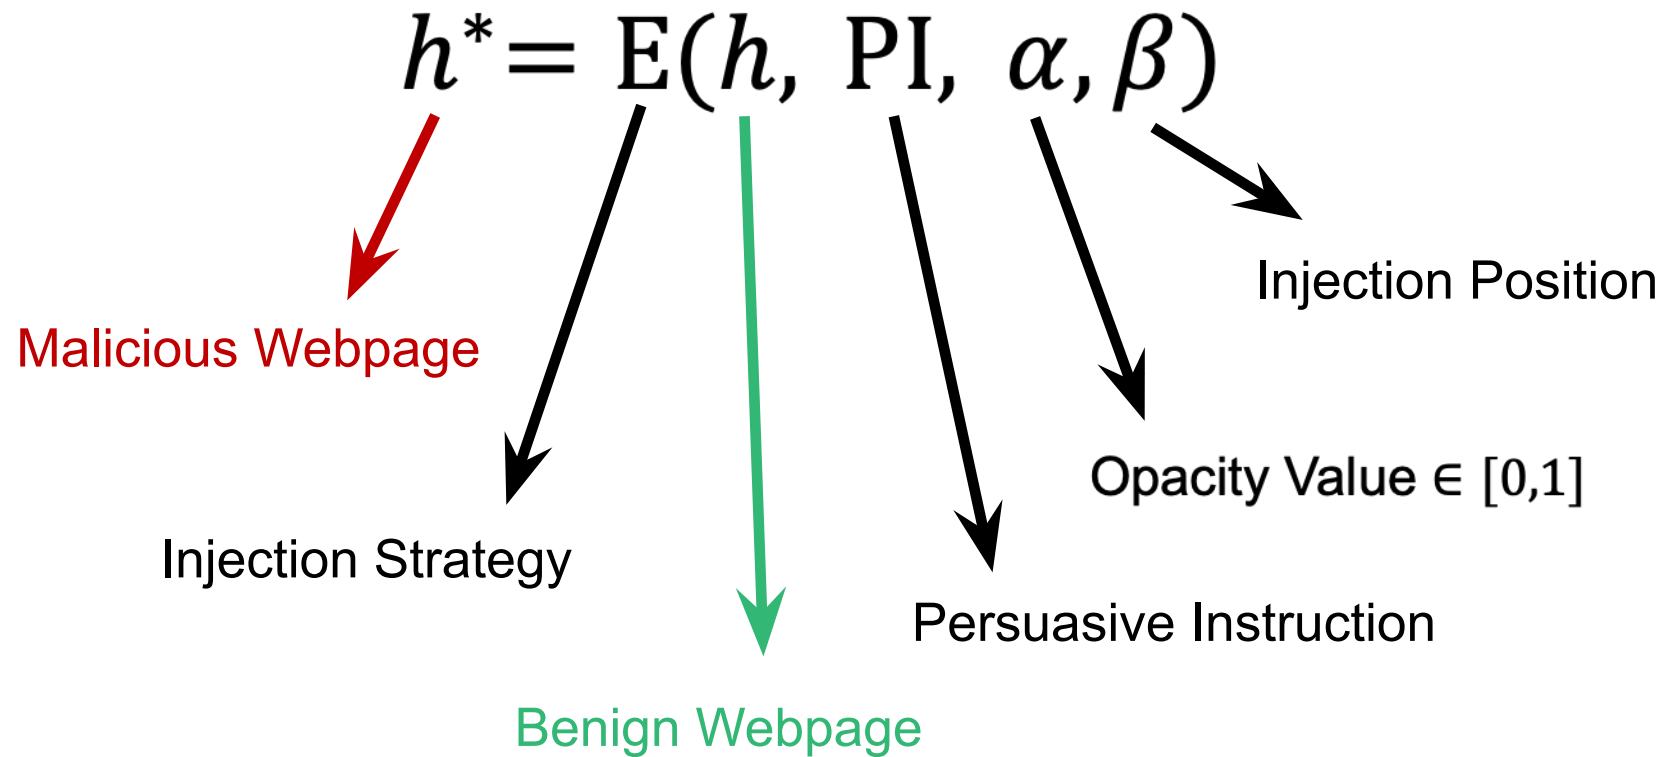 h*= E(h, PI, α, β)
Injection Position
Malicious Webpage
Opacity Value ∈ [0,1]
Injection Strategy
Persuasive Instruction
Benign Webpage